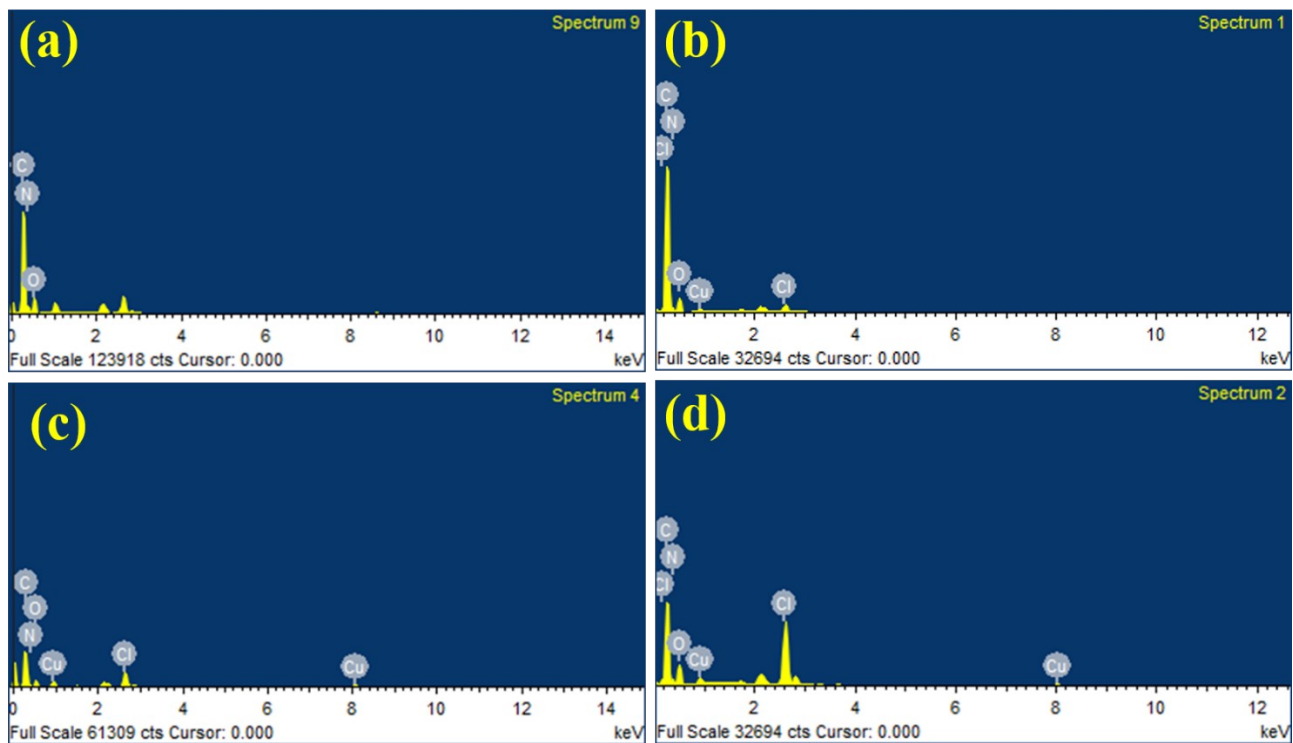 (a)
Spectrum 9
C
N
O
0 2 4 6 8 10 12 14
Full Scale 123918 cts Cursor: 0.000 keV
(b)
Spectrum 1
C
N
Cl
O
Cu
Cl
2 4 6 8 10 12
Full Scale 32694 cts Cursor: 0.000 keV
(c)
Spectrum 4
C
O
N
Cu
Cl
Cu
0 2 4 6 8 10 12 14
Full Scale 61309 cts Cursor: 0.000 keV
(d)
Spectrum 2
C
N
Cl
Cl
O
Cu
Cu
2 4 6 8 10 12
Full Scale 32694 cts Cursor: 0.000 keV